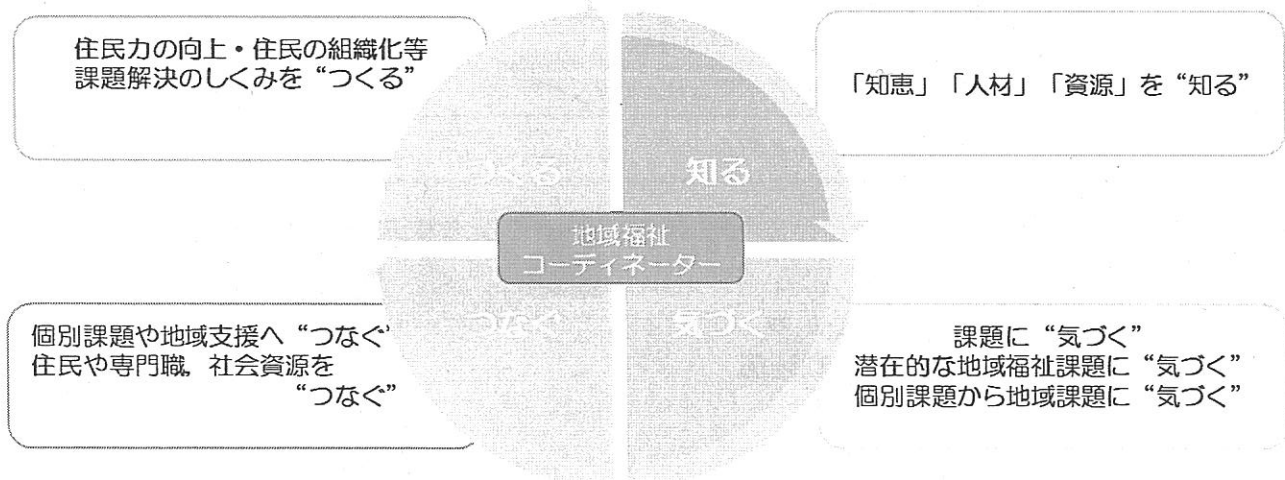 住民力の向上・住民の組織化等
課題解決のしくみを“つくる”
「知恵」「人材」「資源」を“知る”
つくる
知る
地域福祉
コーディネーター
つなぐ
気づく
個別課題や地域支援へ“つなぐ”
住民や専門職，社会資源を
“つなぐ”
課題に“気づく”
潜在的な地域福祉課題に“気づく”
個別課題から地域課題に“気づく”